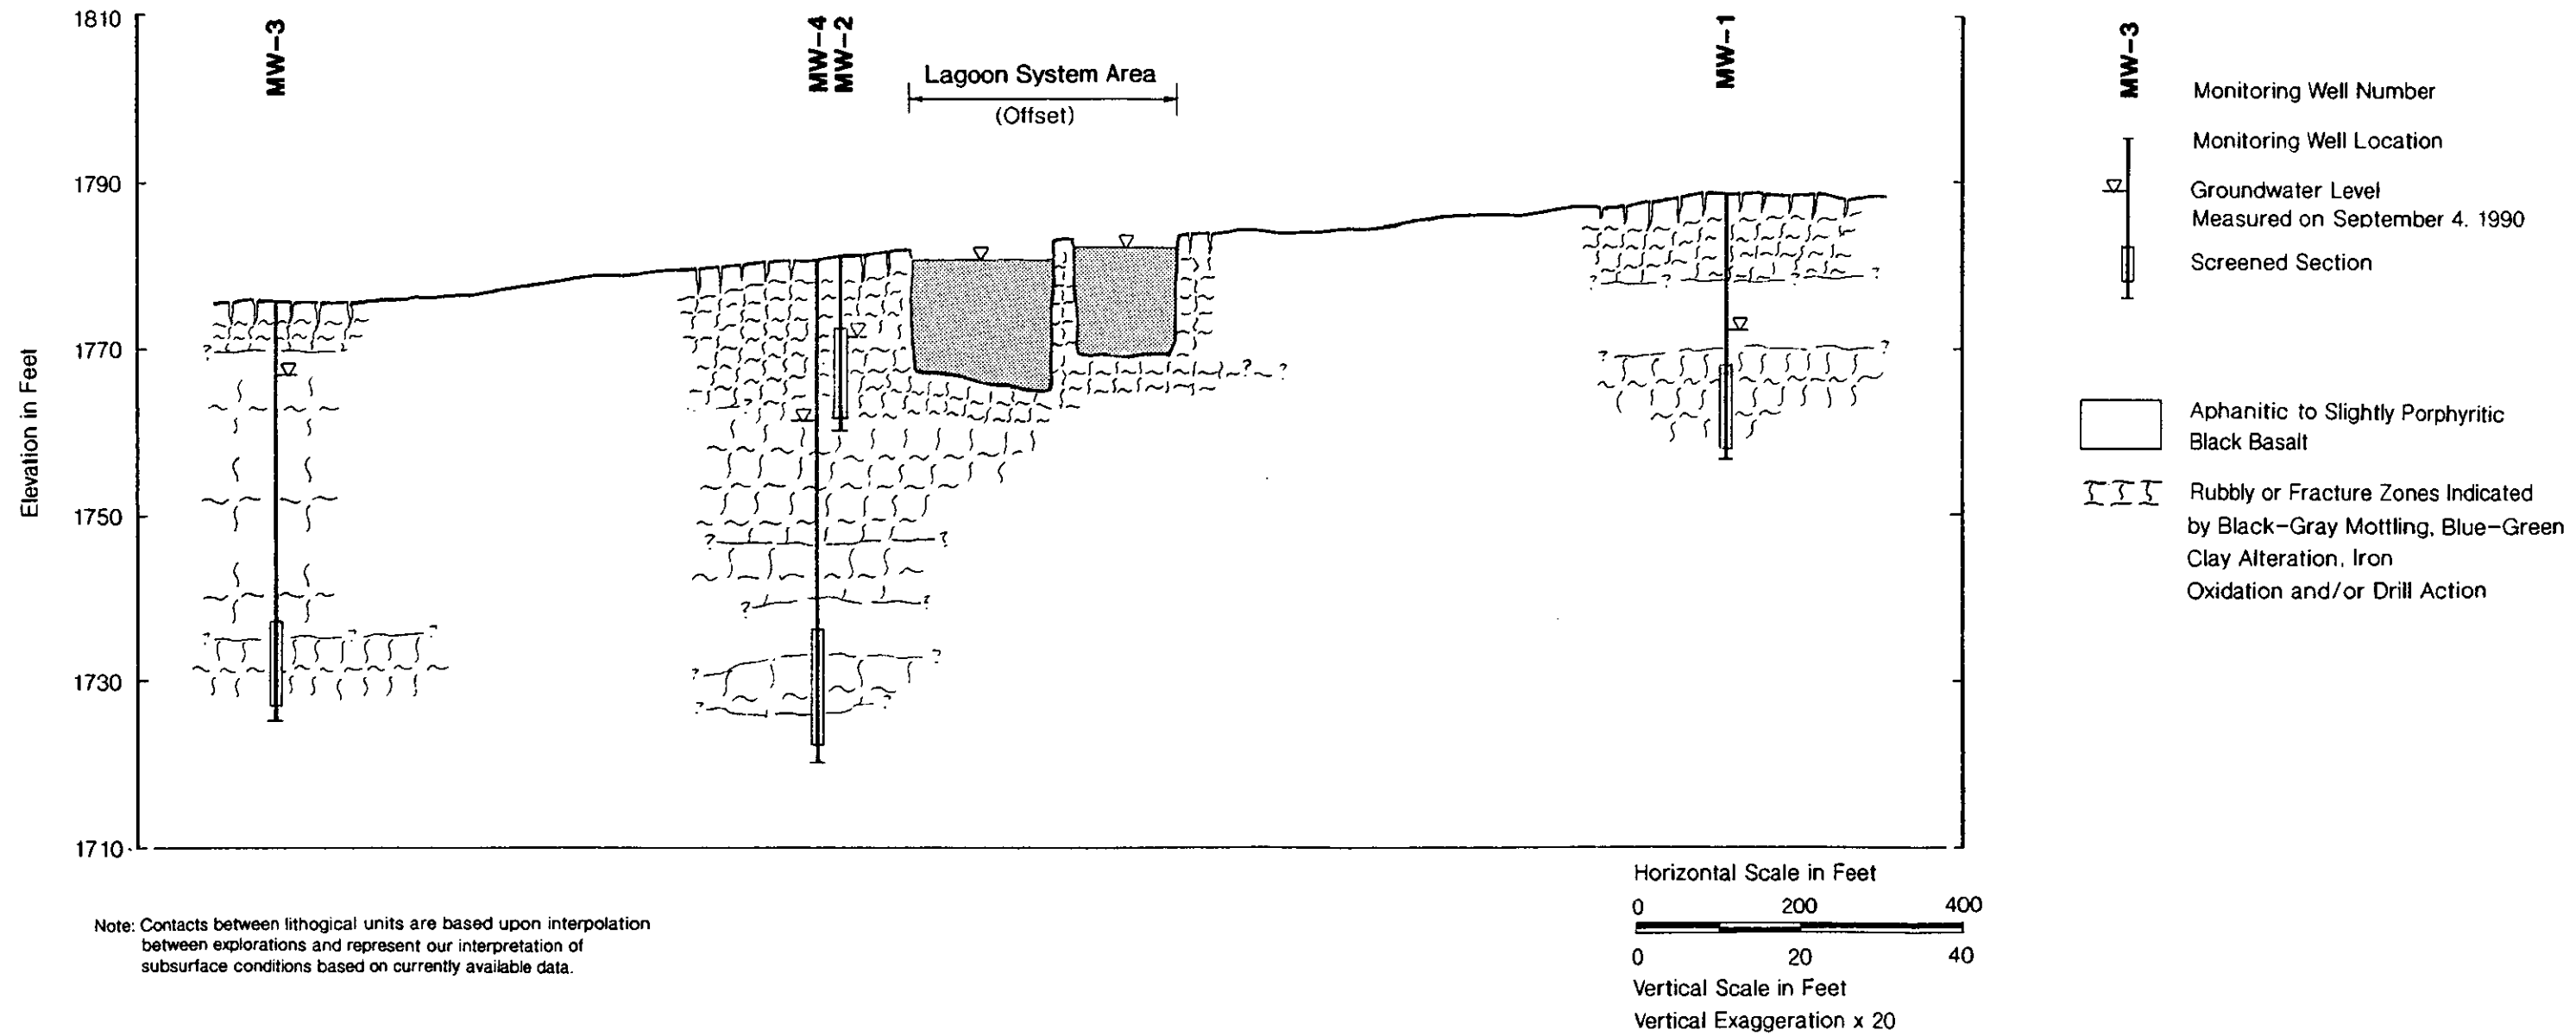 1810
1790
1770
1750
1730
1710
Elevation in Feet
MW-3
MW-4
MW-2
Lagoon System Area
(Offset)
MW-1
? ? ? ? ?
? ? ? ? ? ? ? ? ?
? ?
? ? ? ?
MW-3
Monitoring Well Number
Monitoring Well Location
Groundwater Level
Measured on September 4. 1990
Screened Section
Aphanitic to Slightly Porphyritic
Black Basalt
Rubbly or Fracture Zones Indicated
by Black-Gray Mottling, Blue-Green
Clay Alteration, Iron
Oxidation and/or Drill Action
Note: Contacts between lithogical units are based upon interpolation
between explorations and represent our interpretation of
subsurface conditions based on currently available data.
Horizontal Scale in Feet
0 200 400
0 20 40
Vertical Scale in Feet
Vertical Exaggeration x 20